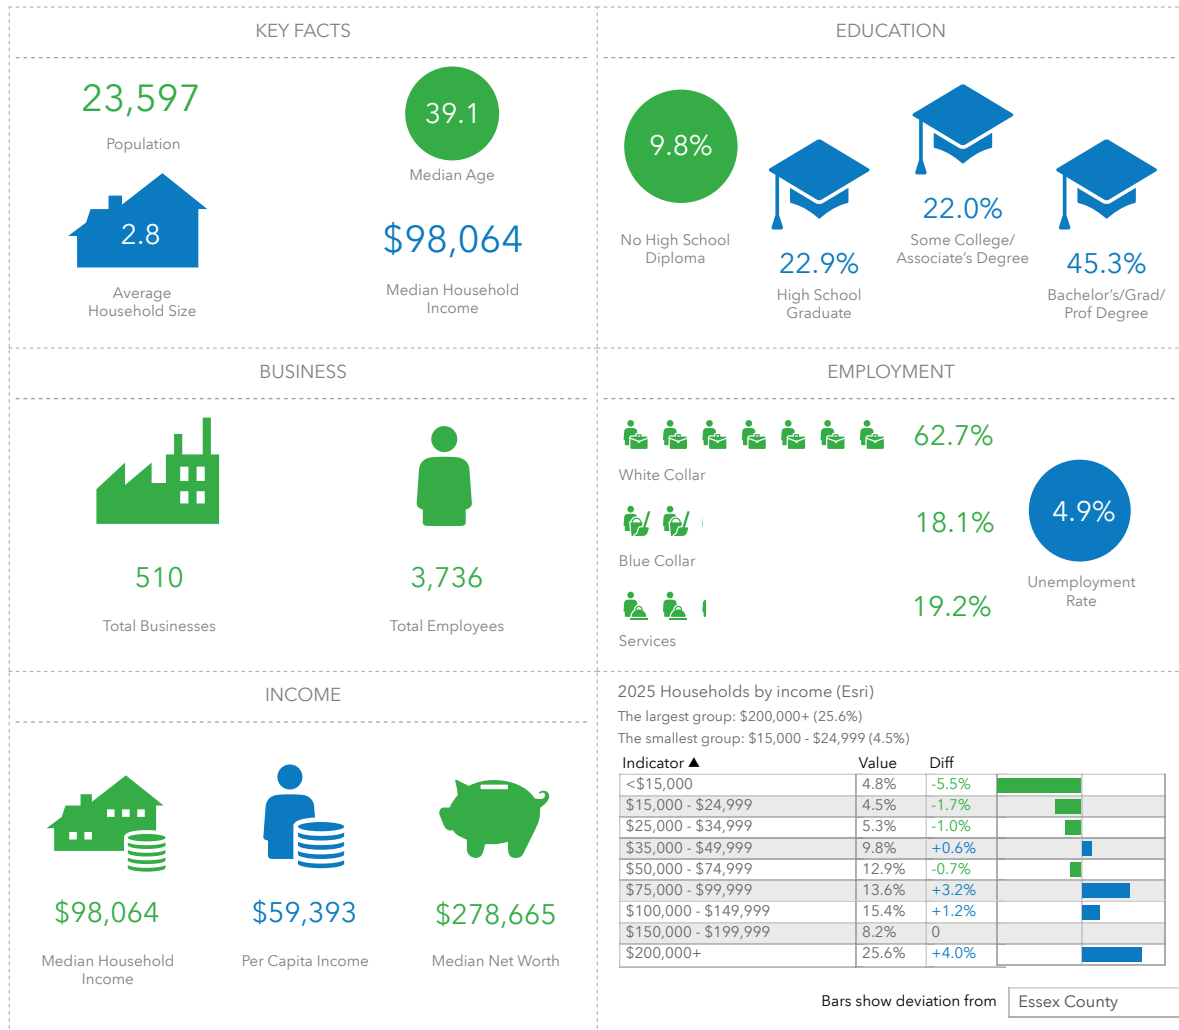 KEY FACTS
23,597
Population
39.1
Median Age
2.8
Average
Household Size
$98,064
Median Household
Income
EDUCATION
9.8%
No High School
Diploma
22.9%
High School
Graduate
22.0%
Some College/
Associate's Degree
45.3%
Bachelor's/Grad/
Prof Degree
BUSINESS
510
Total Businesses
3,736
Total Employees
EMPLOYMENT
62.7%
White Collar
18.1%
Blue Collar
19.2%
Services
4.9%
Unemployment
Rate
INCOME
$98,064
Median Household
Income
$59,393
Per Capita Income
$278,665
Median Net Worth
2025 Households by income (Esri)
The largest group: $200,000+ (25.6%)
The smallest group: $15,000 - $24,999 (4.5%)
Indicator ▲ Value Diff
<$15,000 4.8% -5.5%
$15,000 - $24,999 4.5% -1.7%
$25,000 - $34,999 5.3% -1.0%
$35,000 - $49,999 9.8% +0.6%
$50,000 - $74,999 12.9% -0.7%
$75,000 - $99,999 13.6% +3.2%
$100,000 - $149,999 15.4% +1.2%
$150,000 - $199,999 8.2% 0
$200,000+ 25.6% +4.0%
Bars show deviation from Essex County